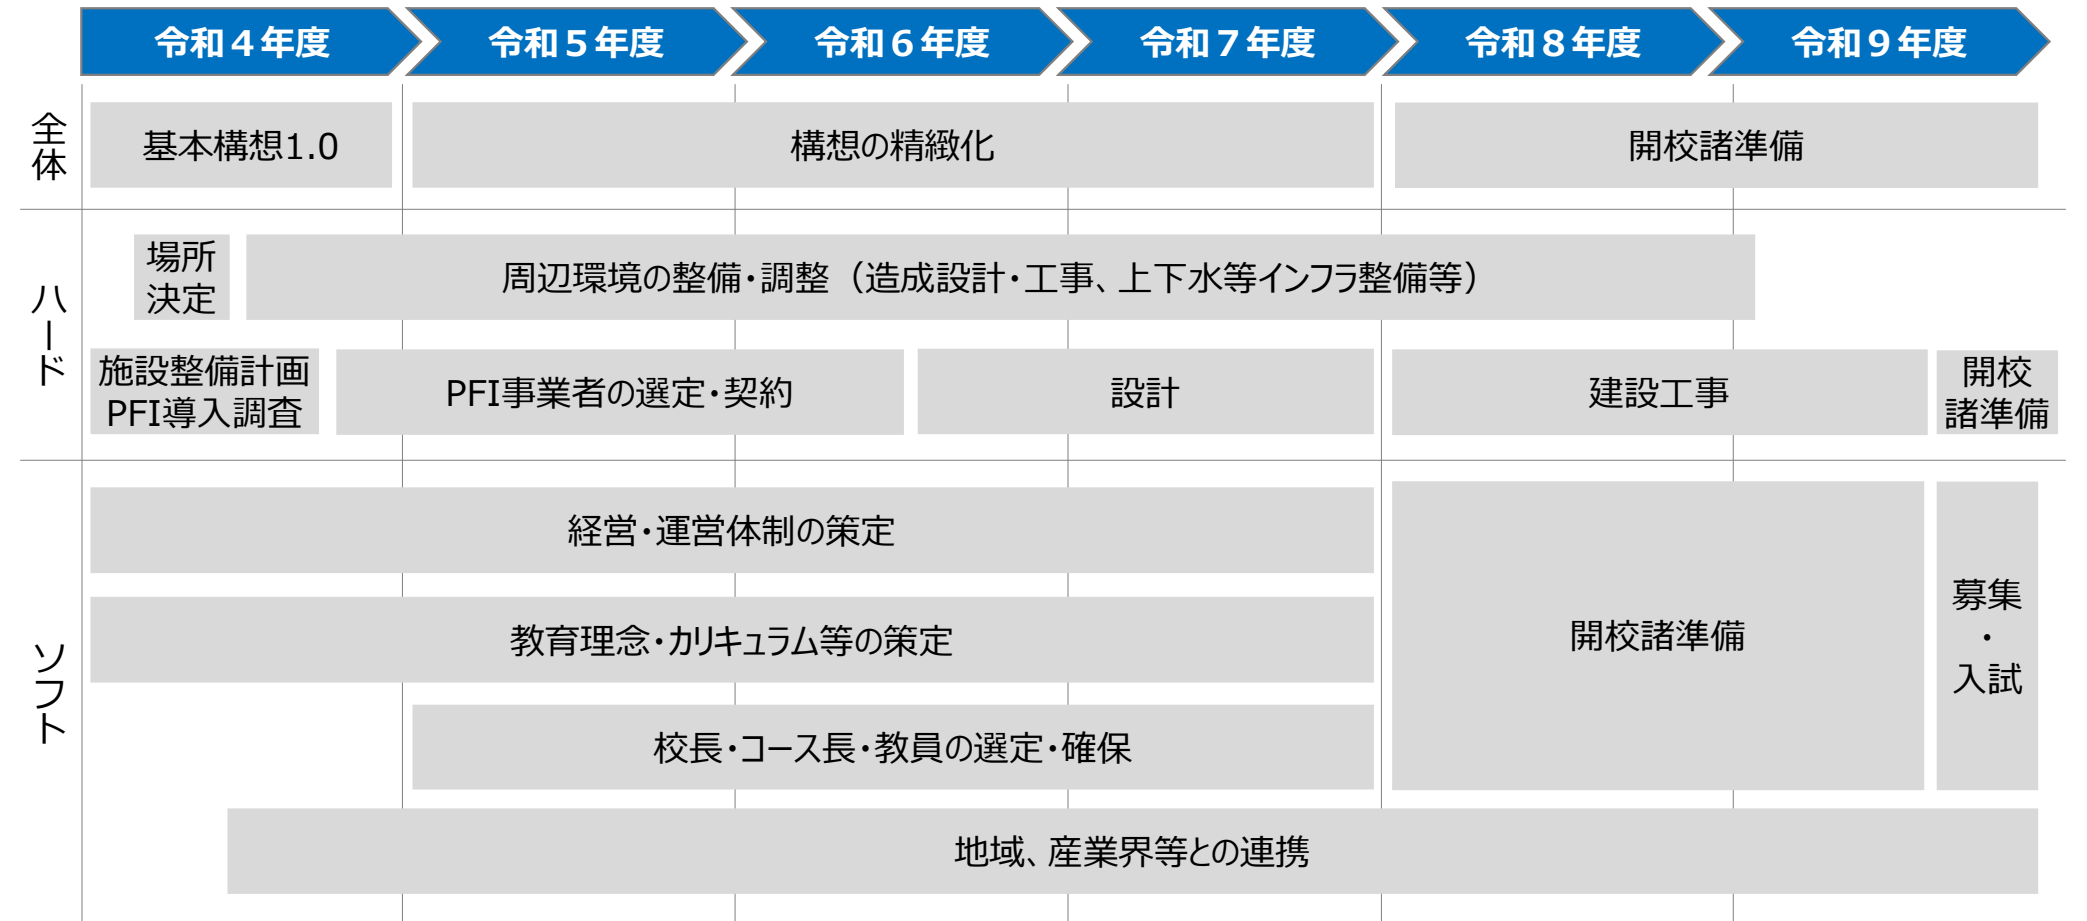 令和４年度
令和５年度
令和６年度
令和７年度
令和８年度
令和９年度
全体
基本構想1.0
構想の精緻化
開校諸準備
ハード
場所
決定
周辺環境の整備・調整（造成設計・工事、上下水等インフラ整備等）
施設整備計画
PFI導入調査
PFI事業者の選定・契約
設計
建設工事
開校
諸準備
ソフト
経営・運営体制の策定
教育理念・カリキュラム等の策定
校長・コース長・教員の選定・確保
開校諸準備
募集
・
入試
地域、産業界等との連携